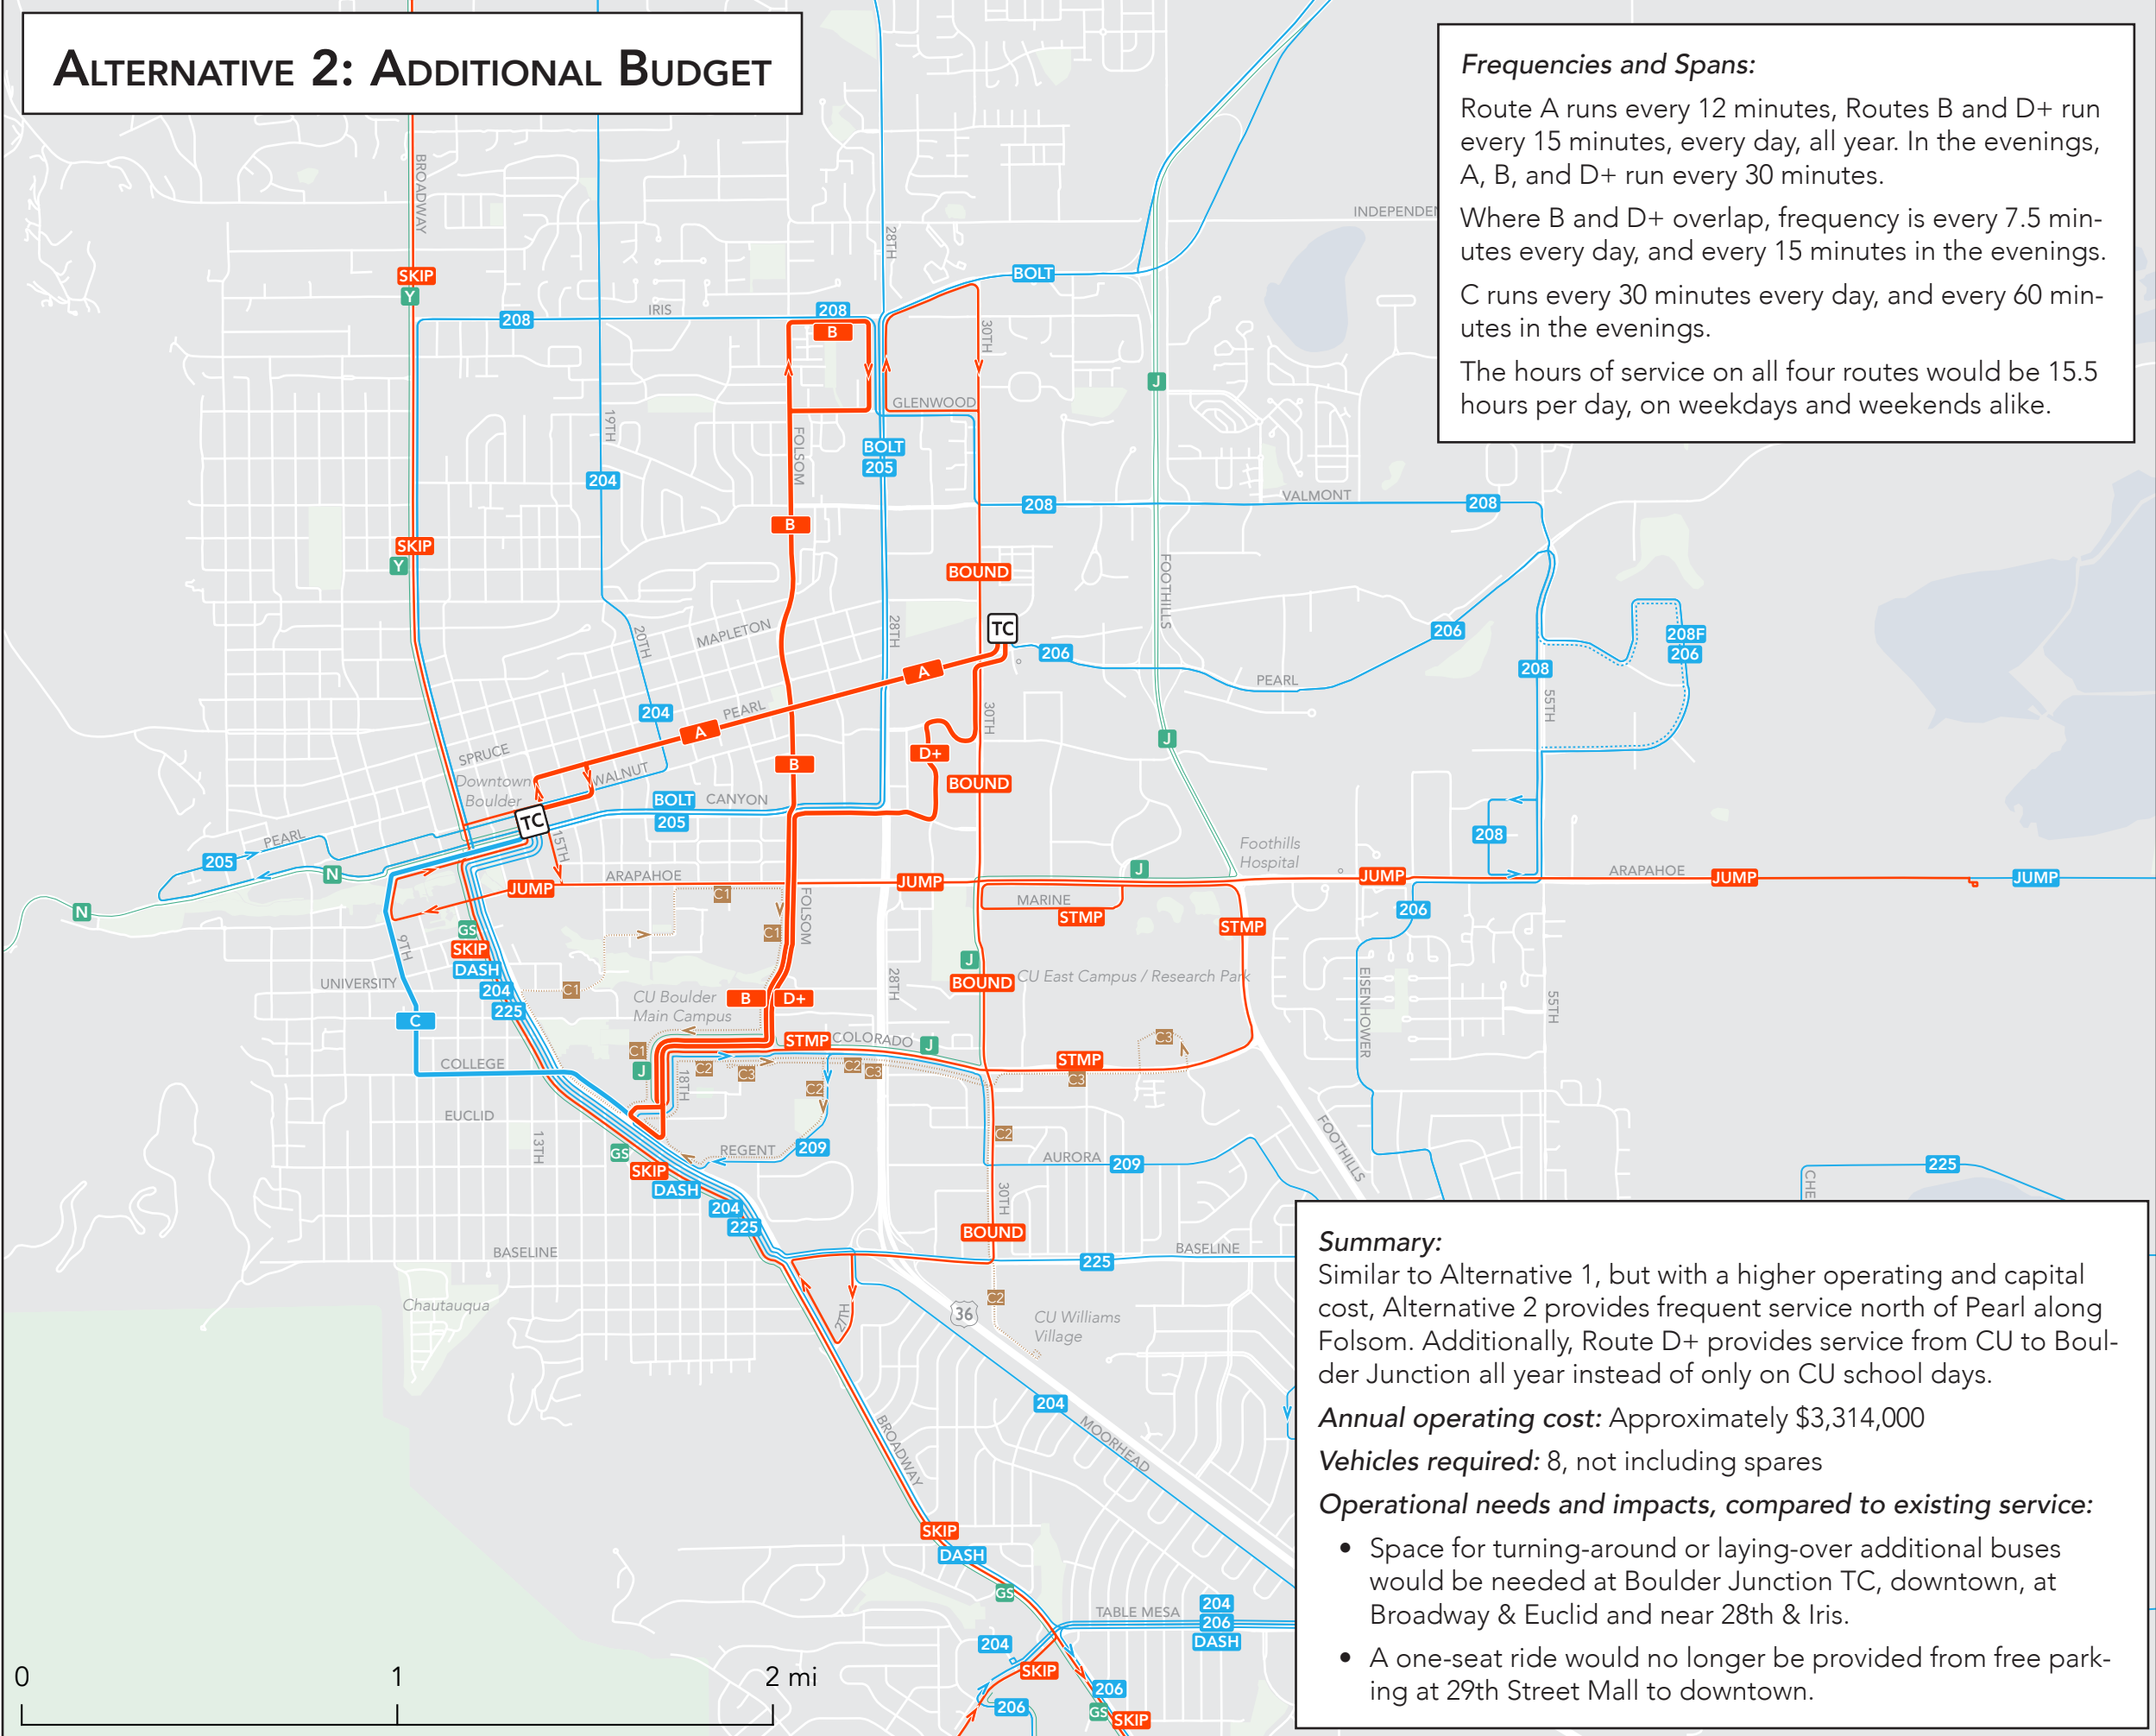 ALTERNATIVE 2: ADDITIONAL BUDGET
Frequencies and Spans:
Route A runs every 12 minutes, Routes B and D+ run
every 15 minutes, every day, all year. In the evenings,
A, B, and D+ run every 30 minutes.
Where B and D+ overlap, frequency is every 7.5 min-
utes every day, and every 15 minutes in the evenings.
C runs every 30 minutes every day, and every 60 min-
utes in the evenings.
The hours of service on all four routes would be 15.5
hours per day, on weekdays and weekends alike.
BROADWAY
INDEPENDEN
28TH
SKIP
Y
BOLT
208
IRIS
208
B
30TH
J
GLENWOOD
19TH
FOLSOM
BOLT
205
204
VALMONT
208
208
B
SKIP
Y
BOUND
FOOTHILLS
TC
28TH
MAPLETON
20TH
206
206
208F
206
208
A
PEARL
55TH
204
PEARL
A
30TH
J
SPRUCE
D+
B
WALNUT
Downtown
Boulder
BOUND
BOLT
CANYON
205
TC
15TH
PEARL
205
208
Foothills
Hospital
N
J
ARAPAHOE
JUMP
ARAPAHOE
JUMP
JUMP
JUMP
JUMP
C1
MARINE
STMP
N
206
FOLSOM
STMP
GS
C1
SKIP
9TH
J
DASH
UNIVERSITY
28TH
BOUND
CU East Campus / Research Park
204
C1
CU Boulder
Main Campus
B
D+
225
EISENHOWER
55TH
C
STMP
COLORADO
J
C3
C1
COLLEGE
J
18TH
C2
C3
C2
C3
STMP
C3
C2
EUCLID
13TH
C2
FOOTHILLS
GS
REGENT
209
AURORA
209
225
CHE
SKIP
DASH
30TH
204
225
BOUND
BASELINE
225
BASELINE
Chautauqua
27TH
C2
36
CU Williams
Village
204
MOORHEAD
BROADWAY
SKIP
DASH
GS
TABLE MESA
204
206
DASH
204
SKIP
206
206
GS
SKIP
Summary:
Similar to Alternative 1, but with a higher operating and capital
cost, Alternative 2 provides frequent service north of Pearl along
Folsom. Additionally, Route D+ provides service from CU to Boul-
der Junction all year instead of only on CU school days.
Annual operating cost: Approximately $3,314,000
Vehicles required: 8, not including spares
Operational needs and impacts, compared to existing service:
• Space for turning-around or laying-over additional buses
would be needed at Boulder Junction TC, downtown, at
Broadway & Euclid and near 28th & Iris.
• A one-seat ride would no longer be provided from free park-
ing at 29th Street Mall to downtown.
0 1 2 mi